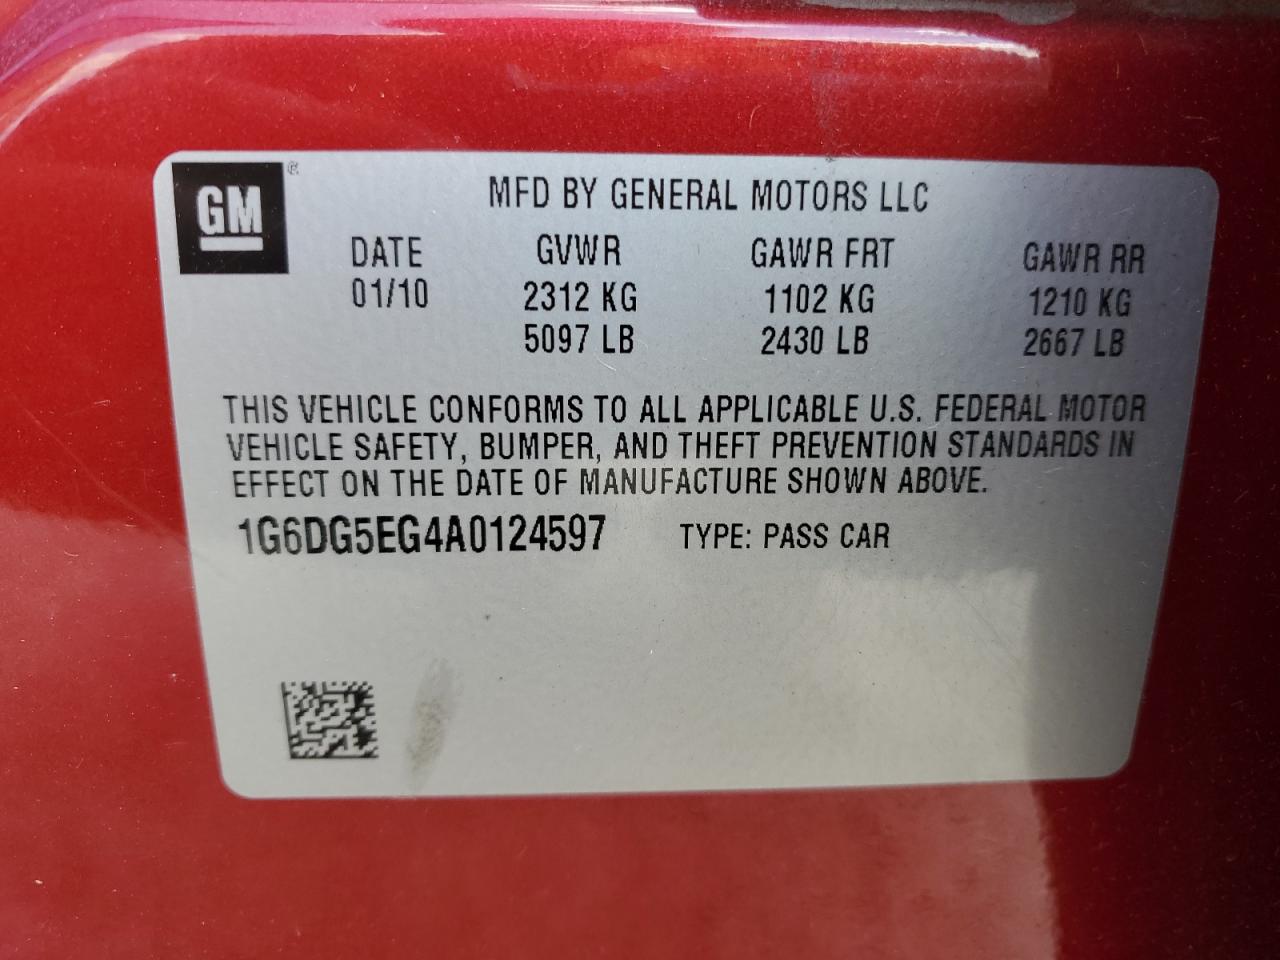 GM ®
MFD BY GENERAL MOTORS LLC
DATE GVWR GAWR FRT GAWR RR
01/10 2312 KG 1102 KG 1210 KG
5097 LB 2430 LB 2667 LB
THIS VEHICLE CONFORMS TO ALL APPLICABLE U.S. FEDERAL MOTOR
VEHICLE SAFETY, BUMPER, AND THEFT PREVENTION STANDARDS IN
EFFECT ON THE DATE OF MANUFACTURE SHOWN ABOVE.
1G6DG5EG4A0124597 TYPE: PASS CAR